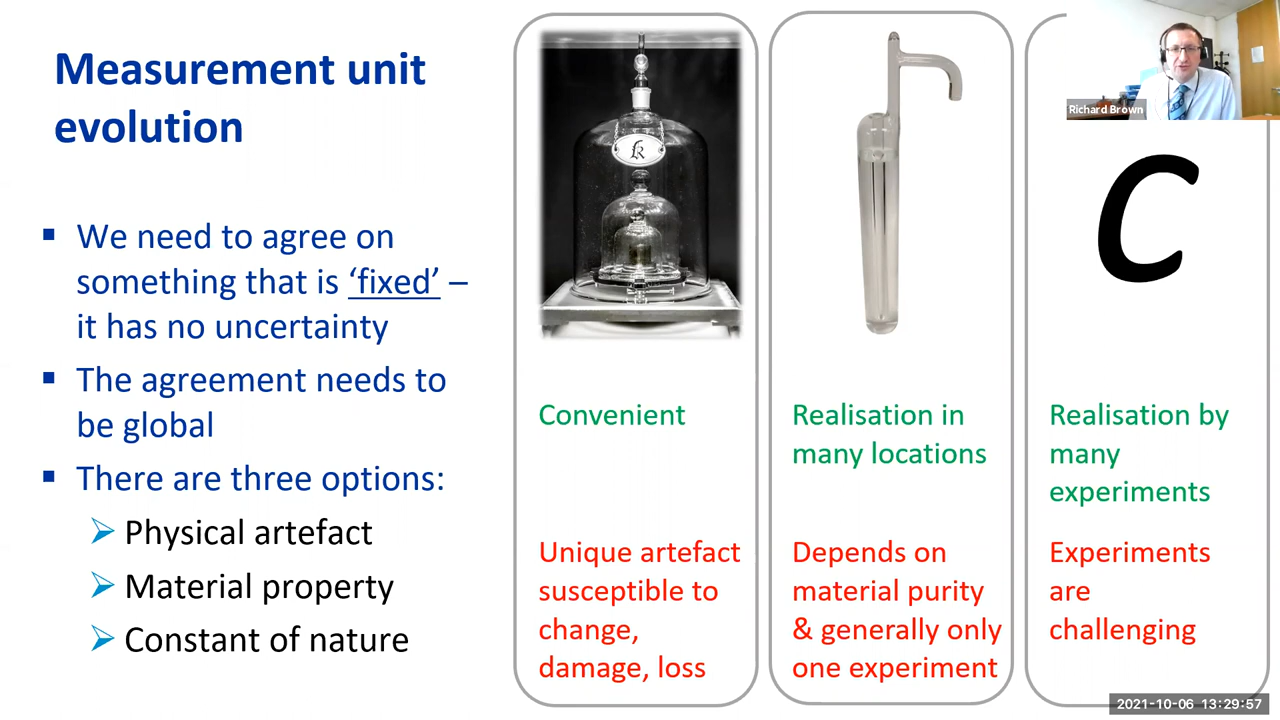 Measurement unit
evolution
We need to agree on
something that is ‘fixed’ –
it has no uncertainty
The agreement needs to
be global
There are three options:
Physical artefact
Material property
Constant of nature
k
Convenient
Unique artefact
susceptible to
change,
damage, loss
Realisation in
many locations
Depends on
material purity
& generally only
one experiment
Richard Brown
c
Realisation by
many
experiments
Experiments
are
challenging
2021-10-06 13:29:57